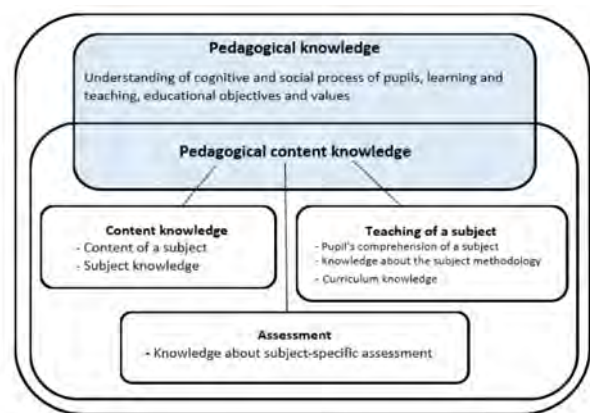 Pedagogical knowledge
Understanding of cognitive and social process of pupils, learning and
teaching, educational objectives and values
Pedagogical content knowledge
Content knowledge
- Content of a subject
- Subject knowledge
Teaching of a subject
- Pupil's comprehension of a subject
- Knowledge about the subject methodology
- Curriculum knowledge
Assessment
- Knowledge about subject-specific assessment